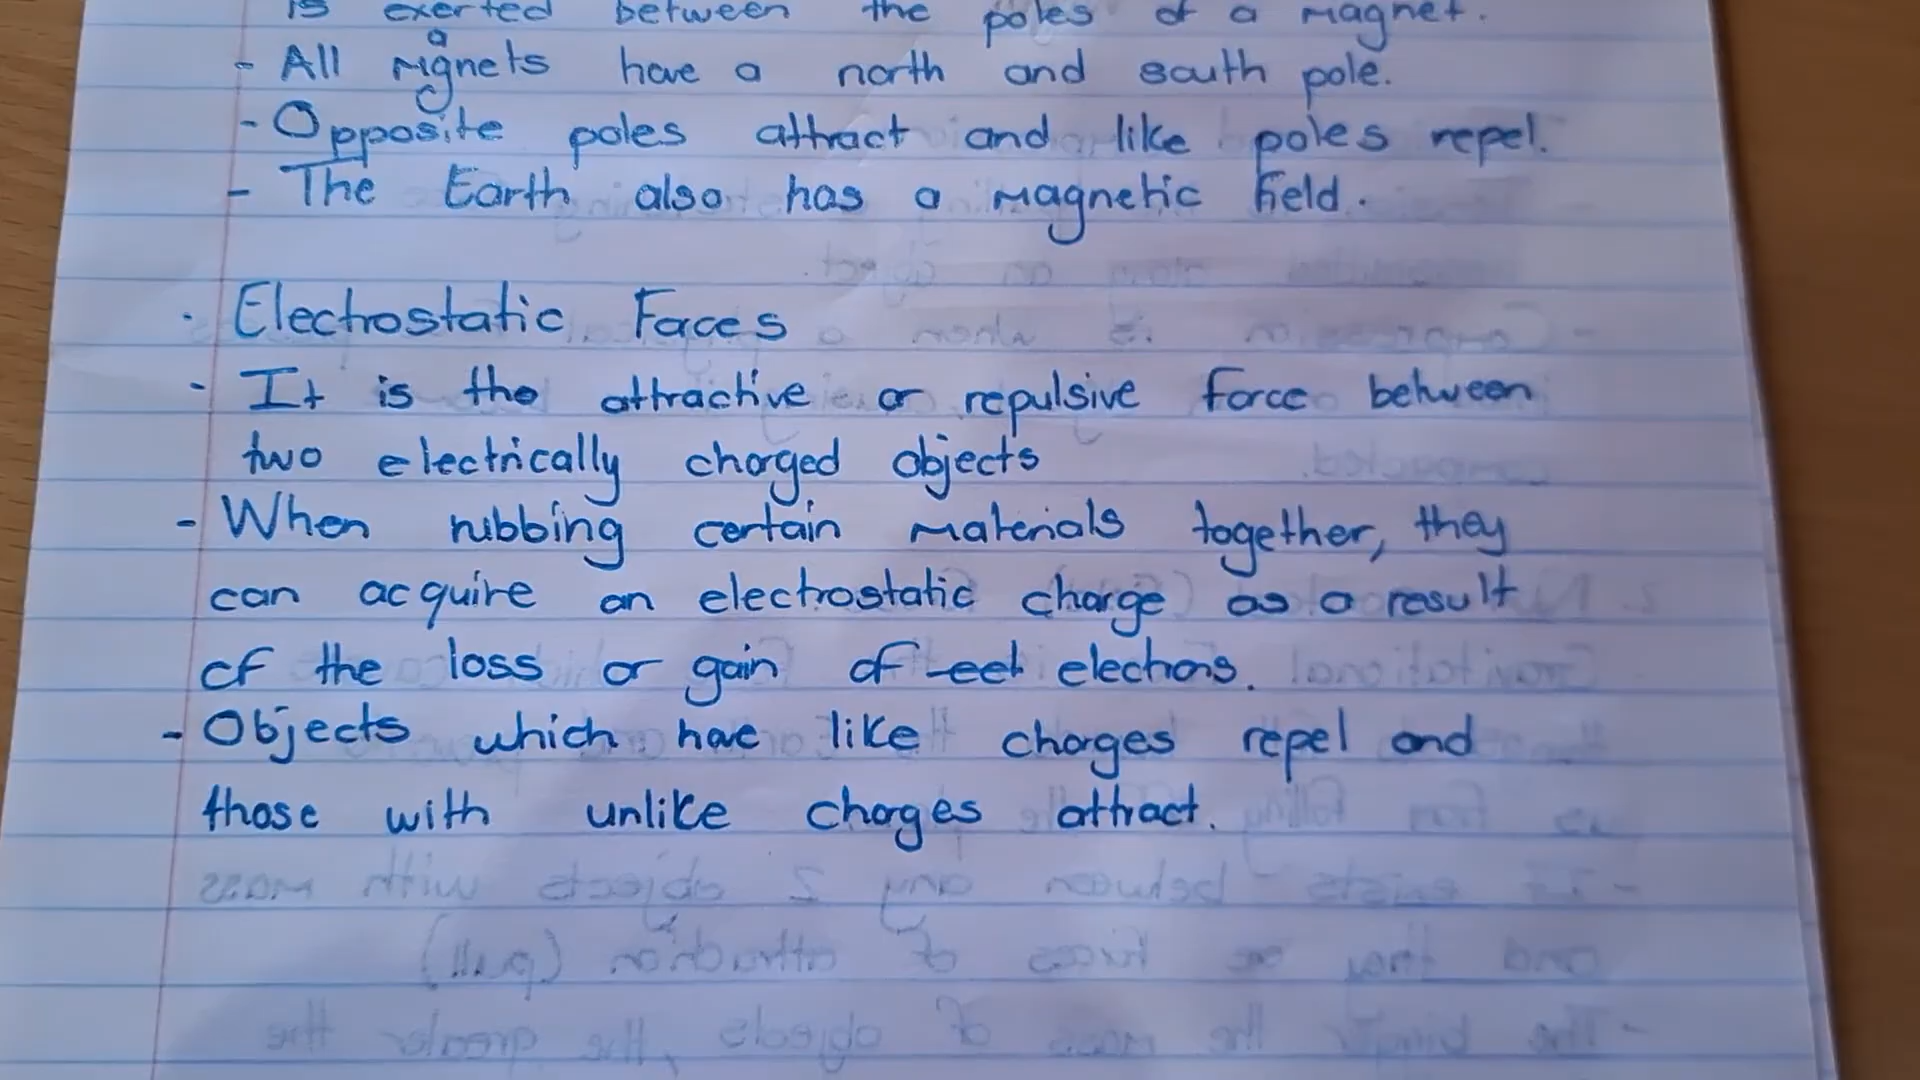 is exerted between the poles of a magnet.
- All magnets have a north and south pole.
- Opposite poles attract and like poles repel.
- The Earth also has a magnetic field.
· Electrostatic Forces
- It is the attractive or repulsive force between
two electrically charged objects
- When rubbing certain materials together, they
can acquire an electrostatic charge as a result
of the loss or gain of eet electrons.
- Objects which have like charges repel and
those with unlike charges attract.